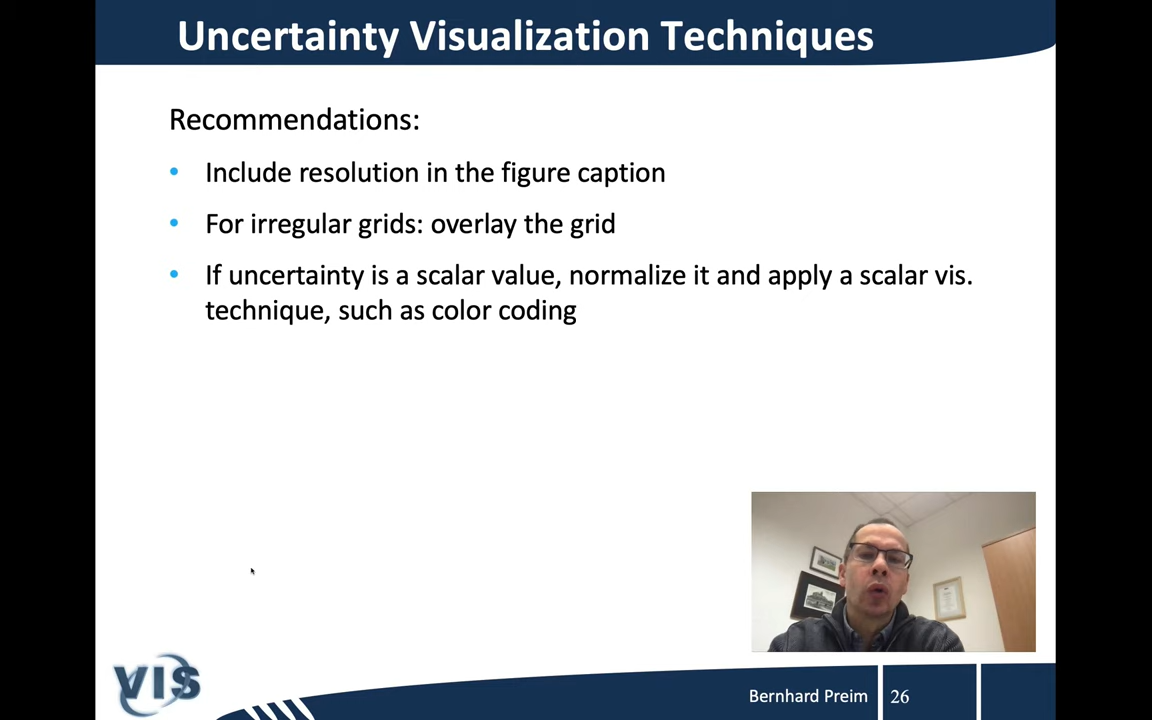 Uncertainty Visualization Techniques
Recommendations:
• Include resolution in the figure caption
• For irregular grids: overlay the grid
• If uncertainty is a scalar value, normalize it and apply a scalar vis.
technique, such as color coding
VIS
Bernhard Preim 26